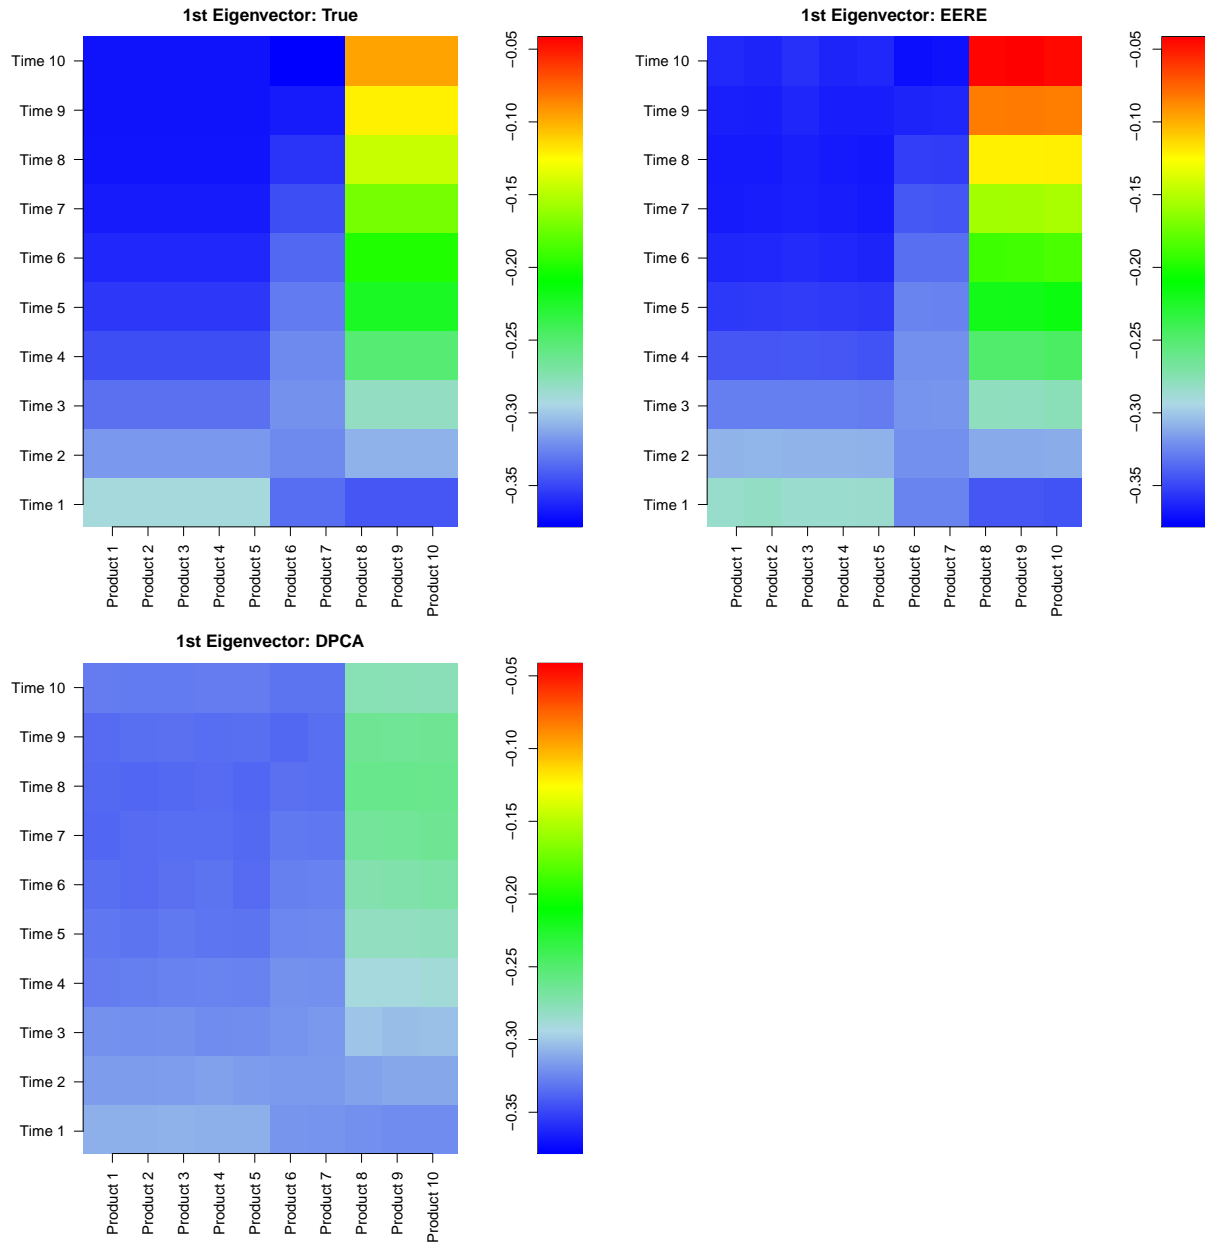 1st Eigenvector: True
Time 10
Time 9
Time 8
Time 7
Time 6
Time 5
Time 4
Time 3
Time 2
Time 1
Product 1
Product 2
Product 3
Product 4
Product 5
Product 6
Product 7
Product 8
Product 9
Product 10
−0.05
−0.10
−0.15
−0.20
−0.25
−0.30
−0.35
1st Eigenvector: EERE
Time 10
Time 9
Time 8
Time 7
Time 6
Time 5
Time 4
Time 3
Time 2
Time 1
Product 1
Product 2
Product 3
Product 4
Product 5
Product 6
Product 7
Product 8
Product 9
Product 10
−0.05
−0.10
−0.15
−0.20
−0.25
−0.30
−0.35
1st Eigenvector: DPCA
Time 10
Time 9
Time 8
Time 7
Time 6
Time 5
Time 4
Time 3
Time 2
Time 1
Product 1
Product 2
Product 3
Product 4
Product 5
Product 6
Product 7
Product 8
Product 9
Product 10
−0.05
−0.10
−0.15
−0.20
−0.25
−0.30
−0.35